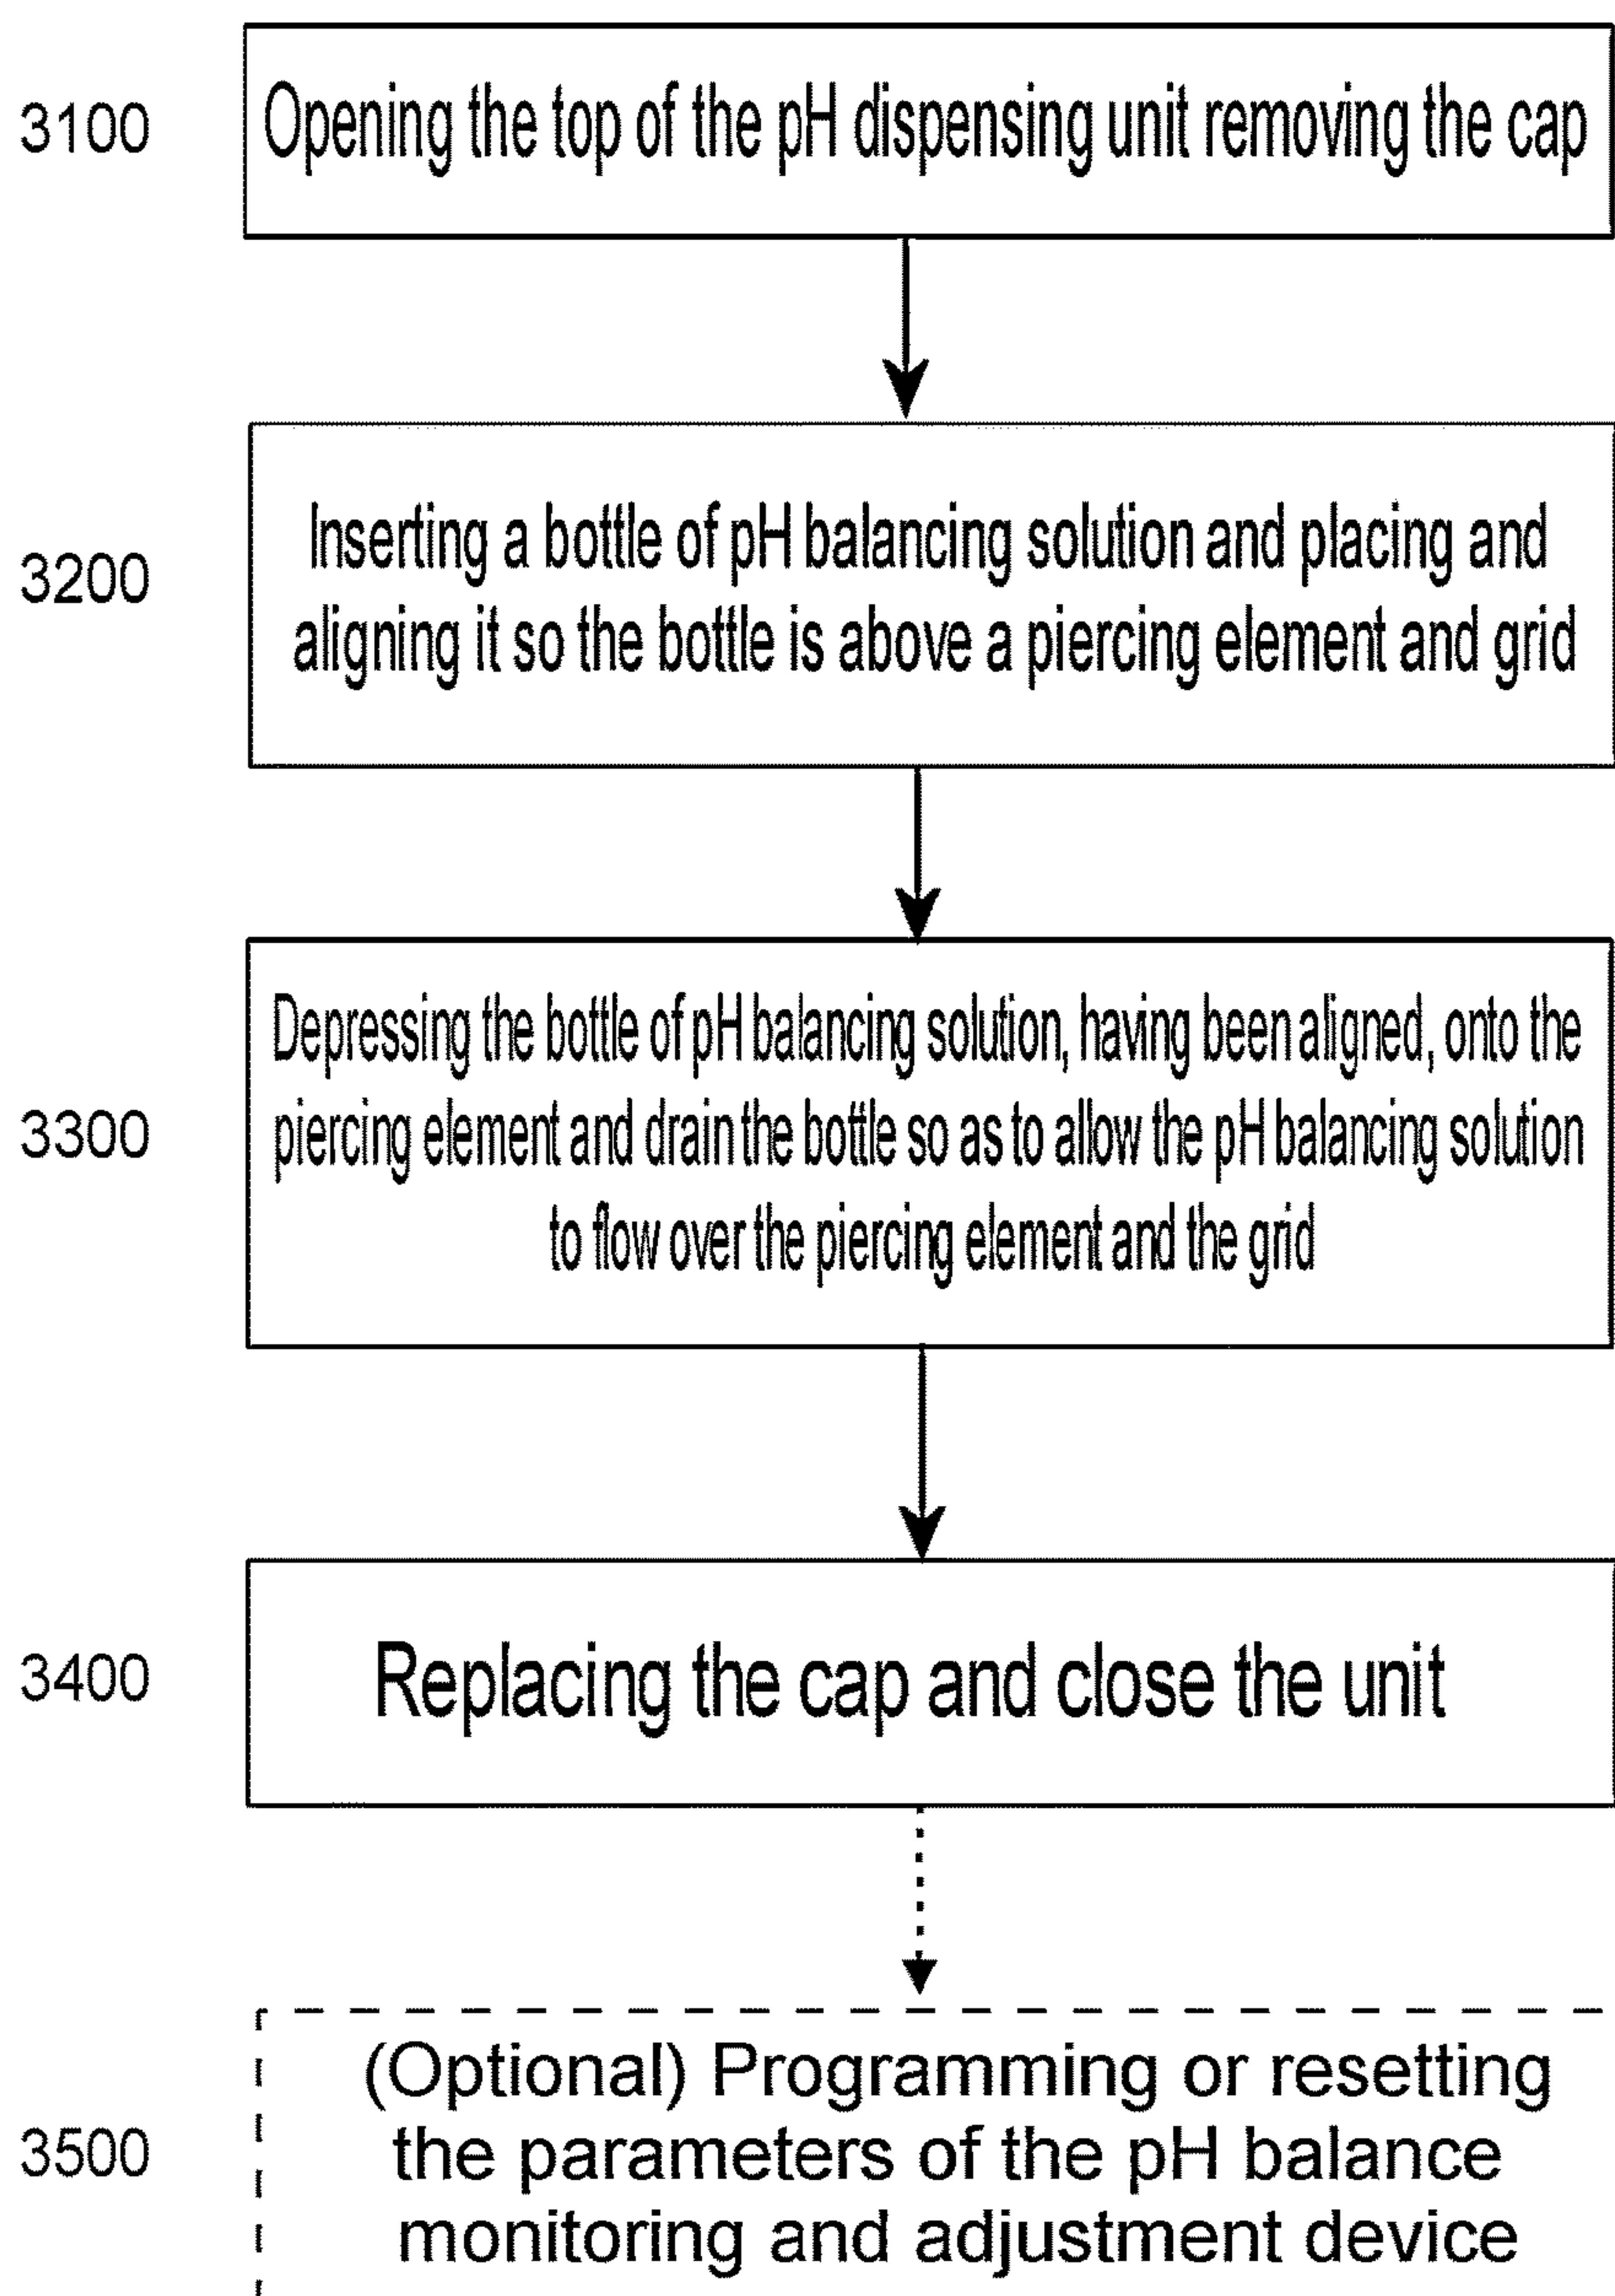 3100
Opening the top of the pH dispensing unit removing the cap
3200
Inserting a bottle of pH balancing solution and placing and
aligning it so the bottle is above a piercing element and grid
3300
Depressing the bottle of pH balancing solution, having been aligned, onto the
piercing element and drain the bottle so as to allow the pH balancing solution
to flow over the piercing element and the grid
3400
Replacing the cap and close the unit
3500
(Optional) Programming or resetting
the parameters of the pH balance
monitoring and adjustment device